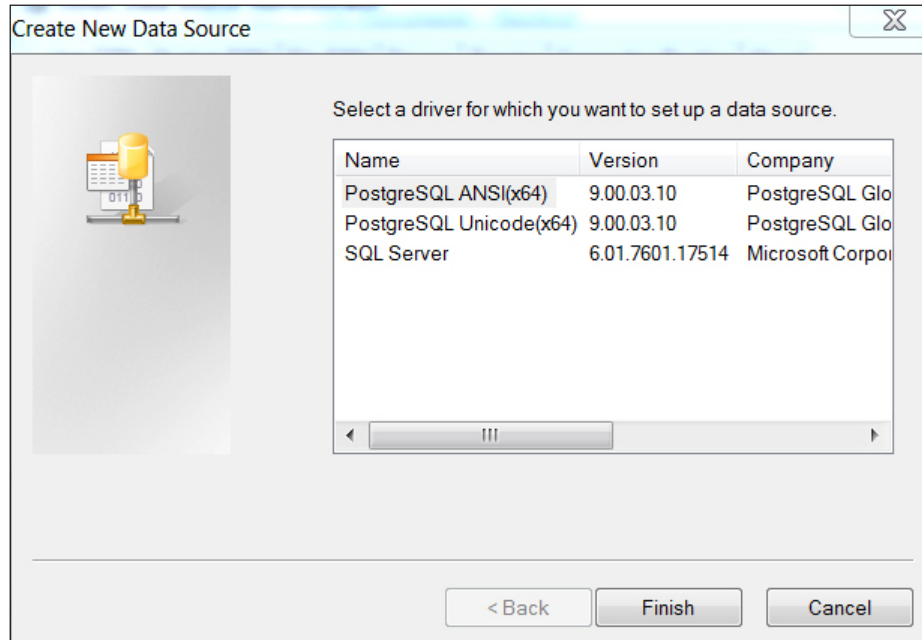 Create New Data Source
Select a driver for which you want to set up a data source.
Name Version Company
PostgreSQL ANSI(x64) 9.00.03.10 PostgreSQL Glo
PostgreSQL Unicode(x64) 9.00.03.10 PostgreSQL Glo
SQL Server 6.01.7601.17514 Microsoft Corpor
< Back Finish Cancel